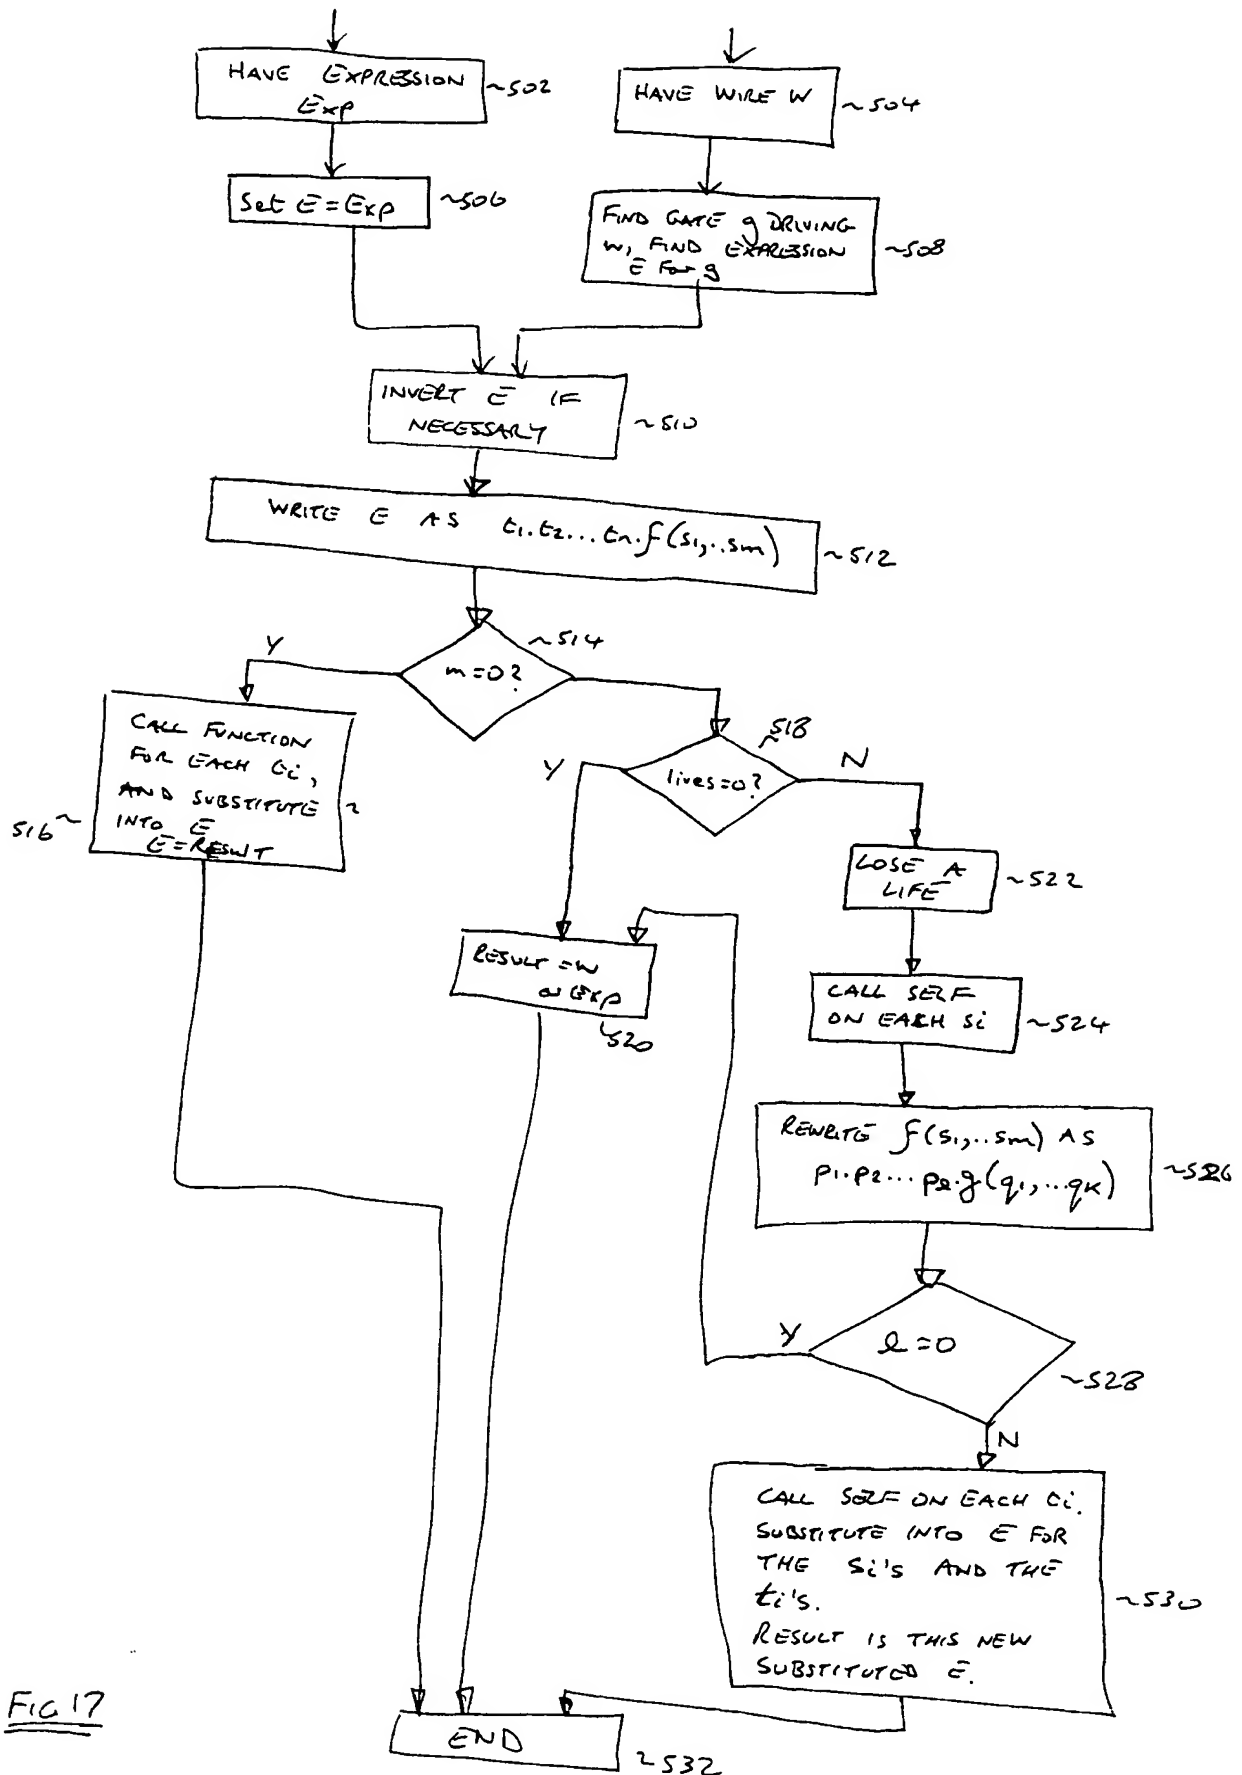 HAVE EXPRESSION
Exp
~502
HAVE WIRE W
~504
Set E=Exp
~506
FIND GATE g DRIVING
w, FIND EXPRESSION
E For g
~508
INVERT E IF
NECESSARY
~510
WRITE E AS t1.t2...tn.f(s1,..sm)
~512
~514
Y
m=0?
CALL FUNCTION
FOR EACH ti,
AND SUBSTITUTE
INTO E
E=RESULT
516~
~518
Y
lives=0?
N
LOSE A
LIFE
~522
RESULT =W
or Exp
~520
CALL SELF
ON EACH si
~524
REWRITE f(s1,..sm) AS
p1.p2...pl.g(q1,...qk)
~526
Y
l=0
~528
N
CALL SELF ON EACH ti.
SUBSTITUTE INTO E FOR
THE Si's AND THE
ti's.
RESULT IS THIS NEW
SUBSTITUTED E.
~530
FIG 17
END
~532